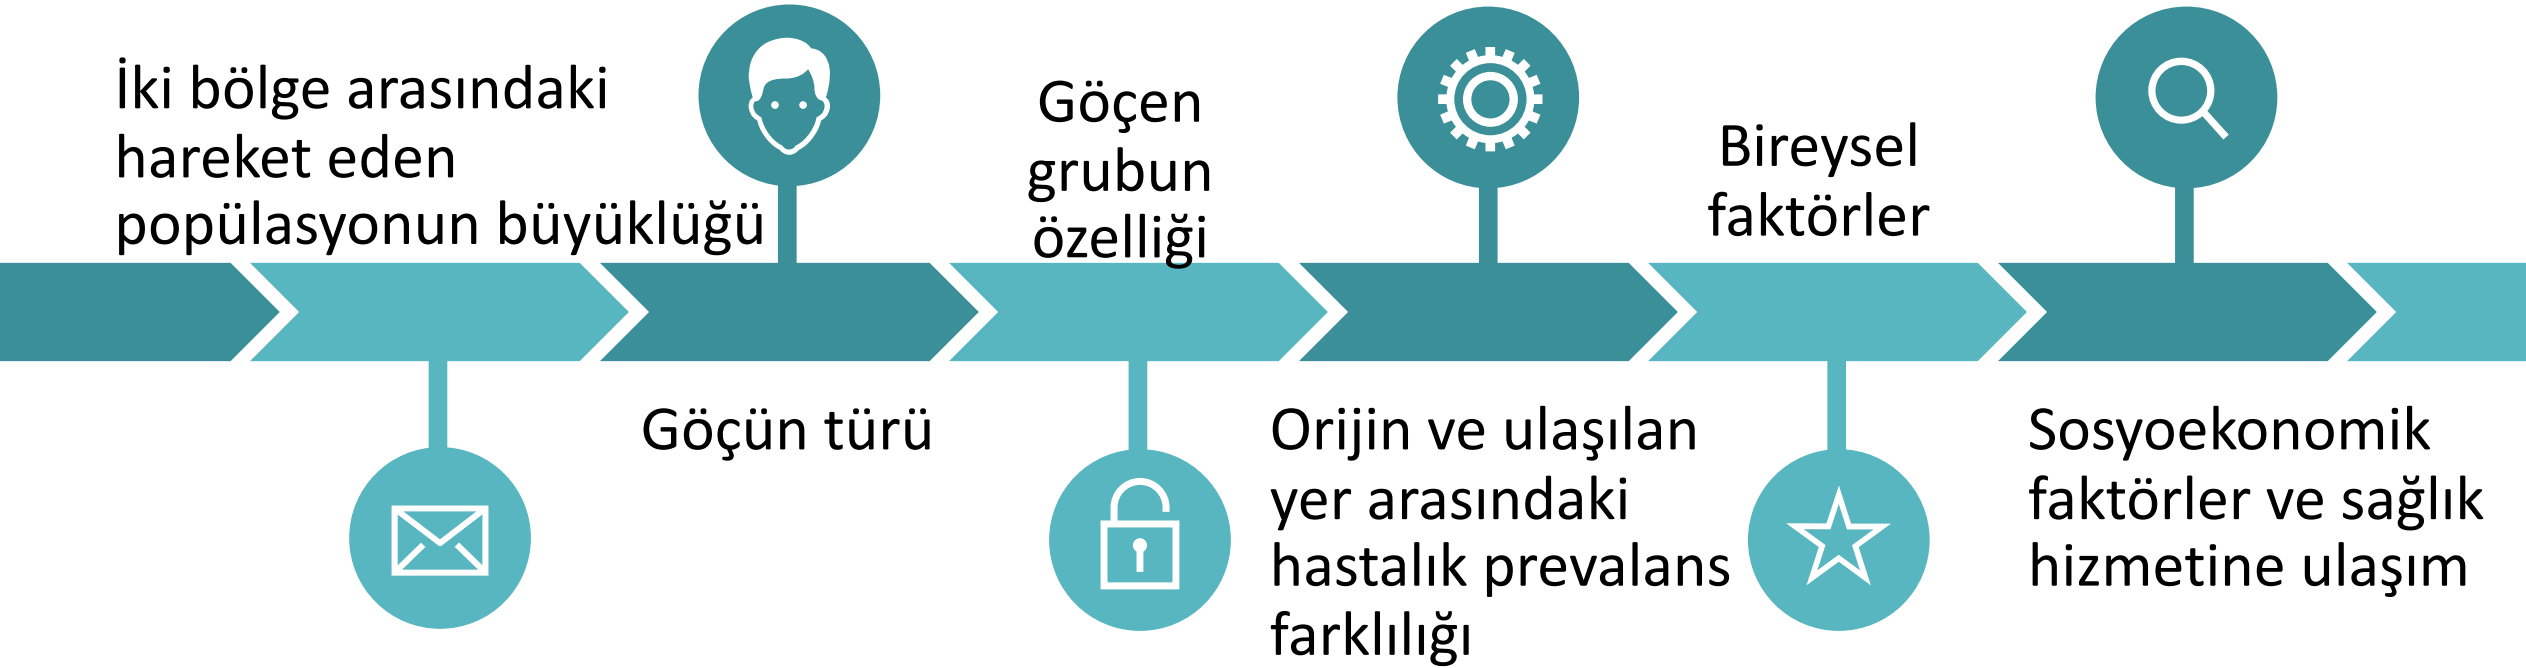 İki bölge arasındaki
hareket eden
popülasyonun büyüklüğü
Göçün türü
Göçen
grubun
özelliği
Orijin ve ulaşılan
yer arasındaki
hastalık prevalans
farklılığı
Bireysel
faktörler
Sosyoekonomik
faktörler ve sağlık
hizmetine ulaşım